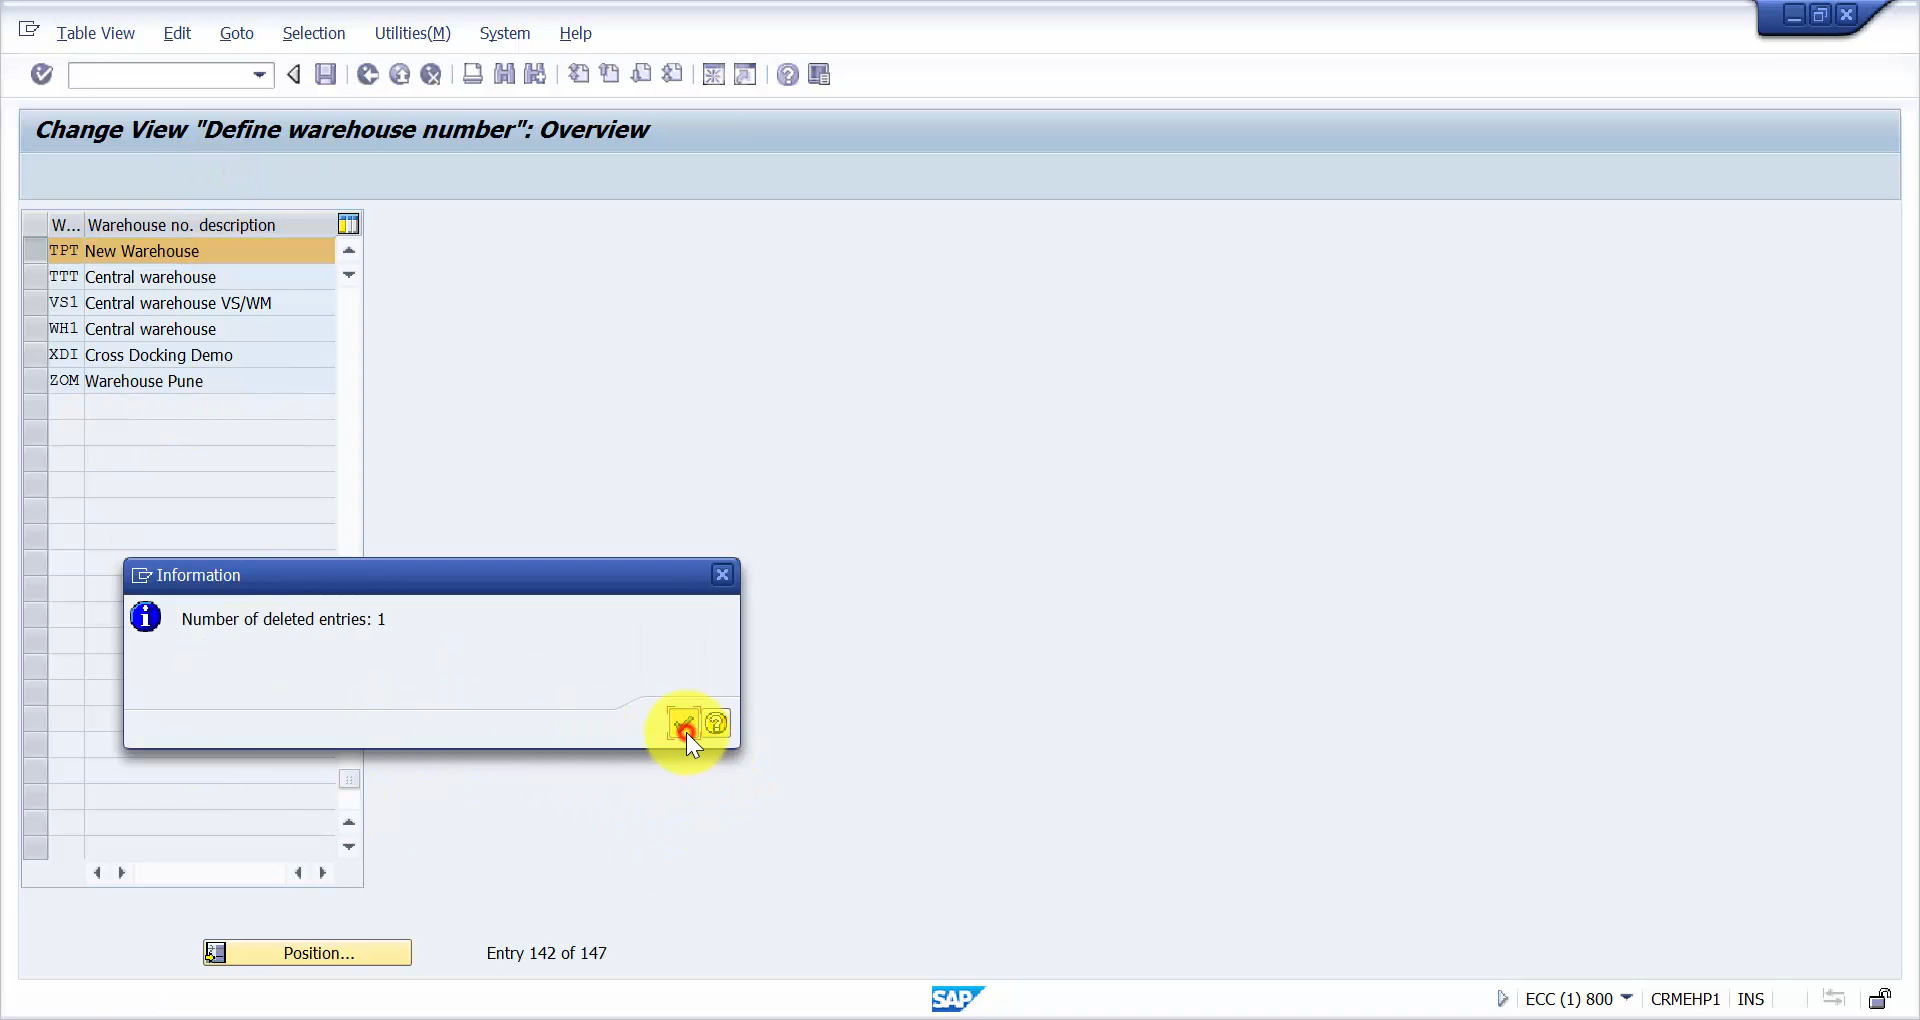 Table View Edit Goto Selection Utilities(M) System Help
Change View "Define warehouse number": Overview
W... Warehouse no. description
TPT New Warehouse
TTT Central warehouse
VS1 Central warehouse VS/WM
WH1 Central warehouse
XDI Cross Docking Demo
ZOM Warehouse Pune
Information
Number of deleted entries: 1
Position... Entry 142 of 147
SAP ECC (1) 800 CRMEHP1 INS